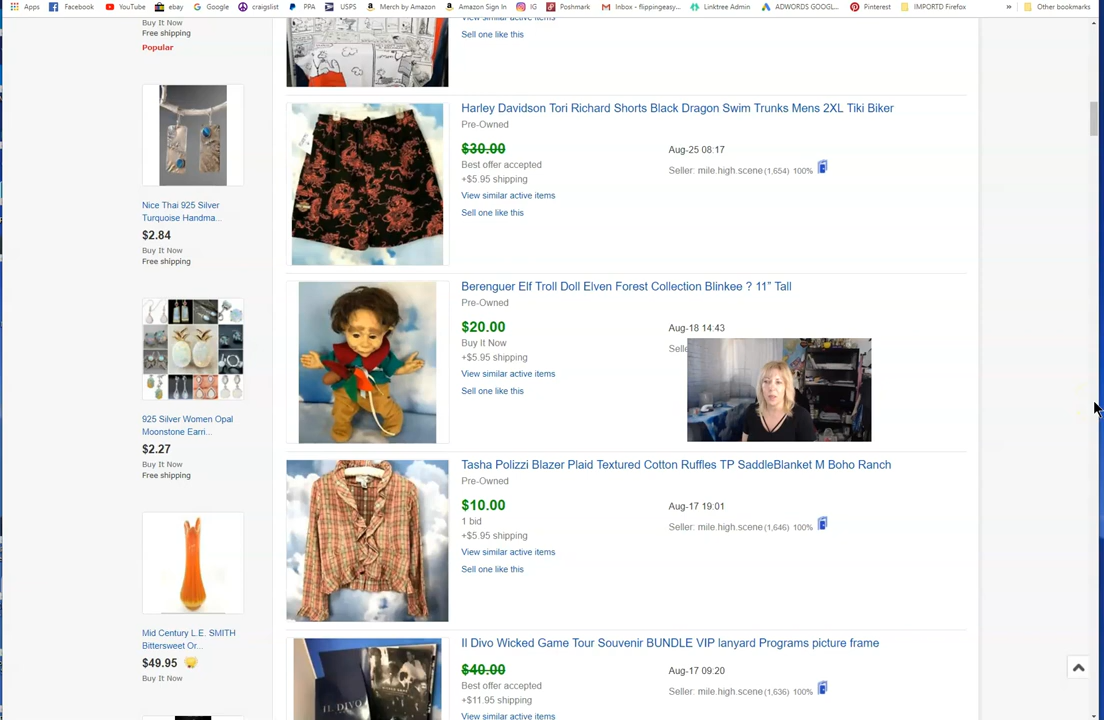 Apps Facebook YouTube ebay Google craigslist PPA USPS Merch by Amazon Amazon Sign In IG Poshmark Inbox - flippingeasy... Linktree Admin ADWORDS GOOGL... Pinterest IMPORTD Firefox » Other bookmarks
Buy It Now
Free shipping
Popular
Nice Thai 925 Silver
Turquoise Handma...
$2.84
Buy It Now
Free shipping
925 Silver Women Opal
Moonstone Earri...
$2.27
Buy It Now
Free shipping
Mid Century L.E. SMITH
Bittersweet Or...
$49.95
Buy It Now
View similar active items
Sell one like this
Harley Davidson Tori Richard Shorts Black Dragon Swim Trunks Mens 2XL Tiki Biker
Pre-Owned
$30.00
Aug-25 08:17
Best offer accepted
Seller: mile.high.scene(1,654) 100%
+$5.95 shipping
View similar active items
Sell one like this
Berenguer Elf Troll Doll Elven Forest Collection Blinkee ? 11” Tall
Pre-Owned
$20.00
Aug-18 14:43
Buy It Now
Selle
+$5.95 shipping
View similar active items
Sell one like this
Tasha Polizzi Blazer Plaid Textured Cotton Ruffles TP SaddleBlanket M Boho Ranch
Pre-Owned
$10.00
Aug-17 19:01
1 bid
Seller: mile.high.scene(1,646) 100%
+$5.95 shipping
View similar active items
Sell one like this
Il Divo Wicked Game Tour Souvenir BUNDLE VIP lanyard Programs picture frame
Pre-Owned
$40.00
Aug-17 09:20
Best offer accepted
Seller: mile.high.scene(1,636) 100%
+$11.95 shipping
View similar active items
IL DIVO